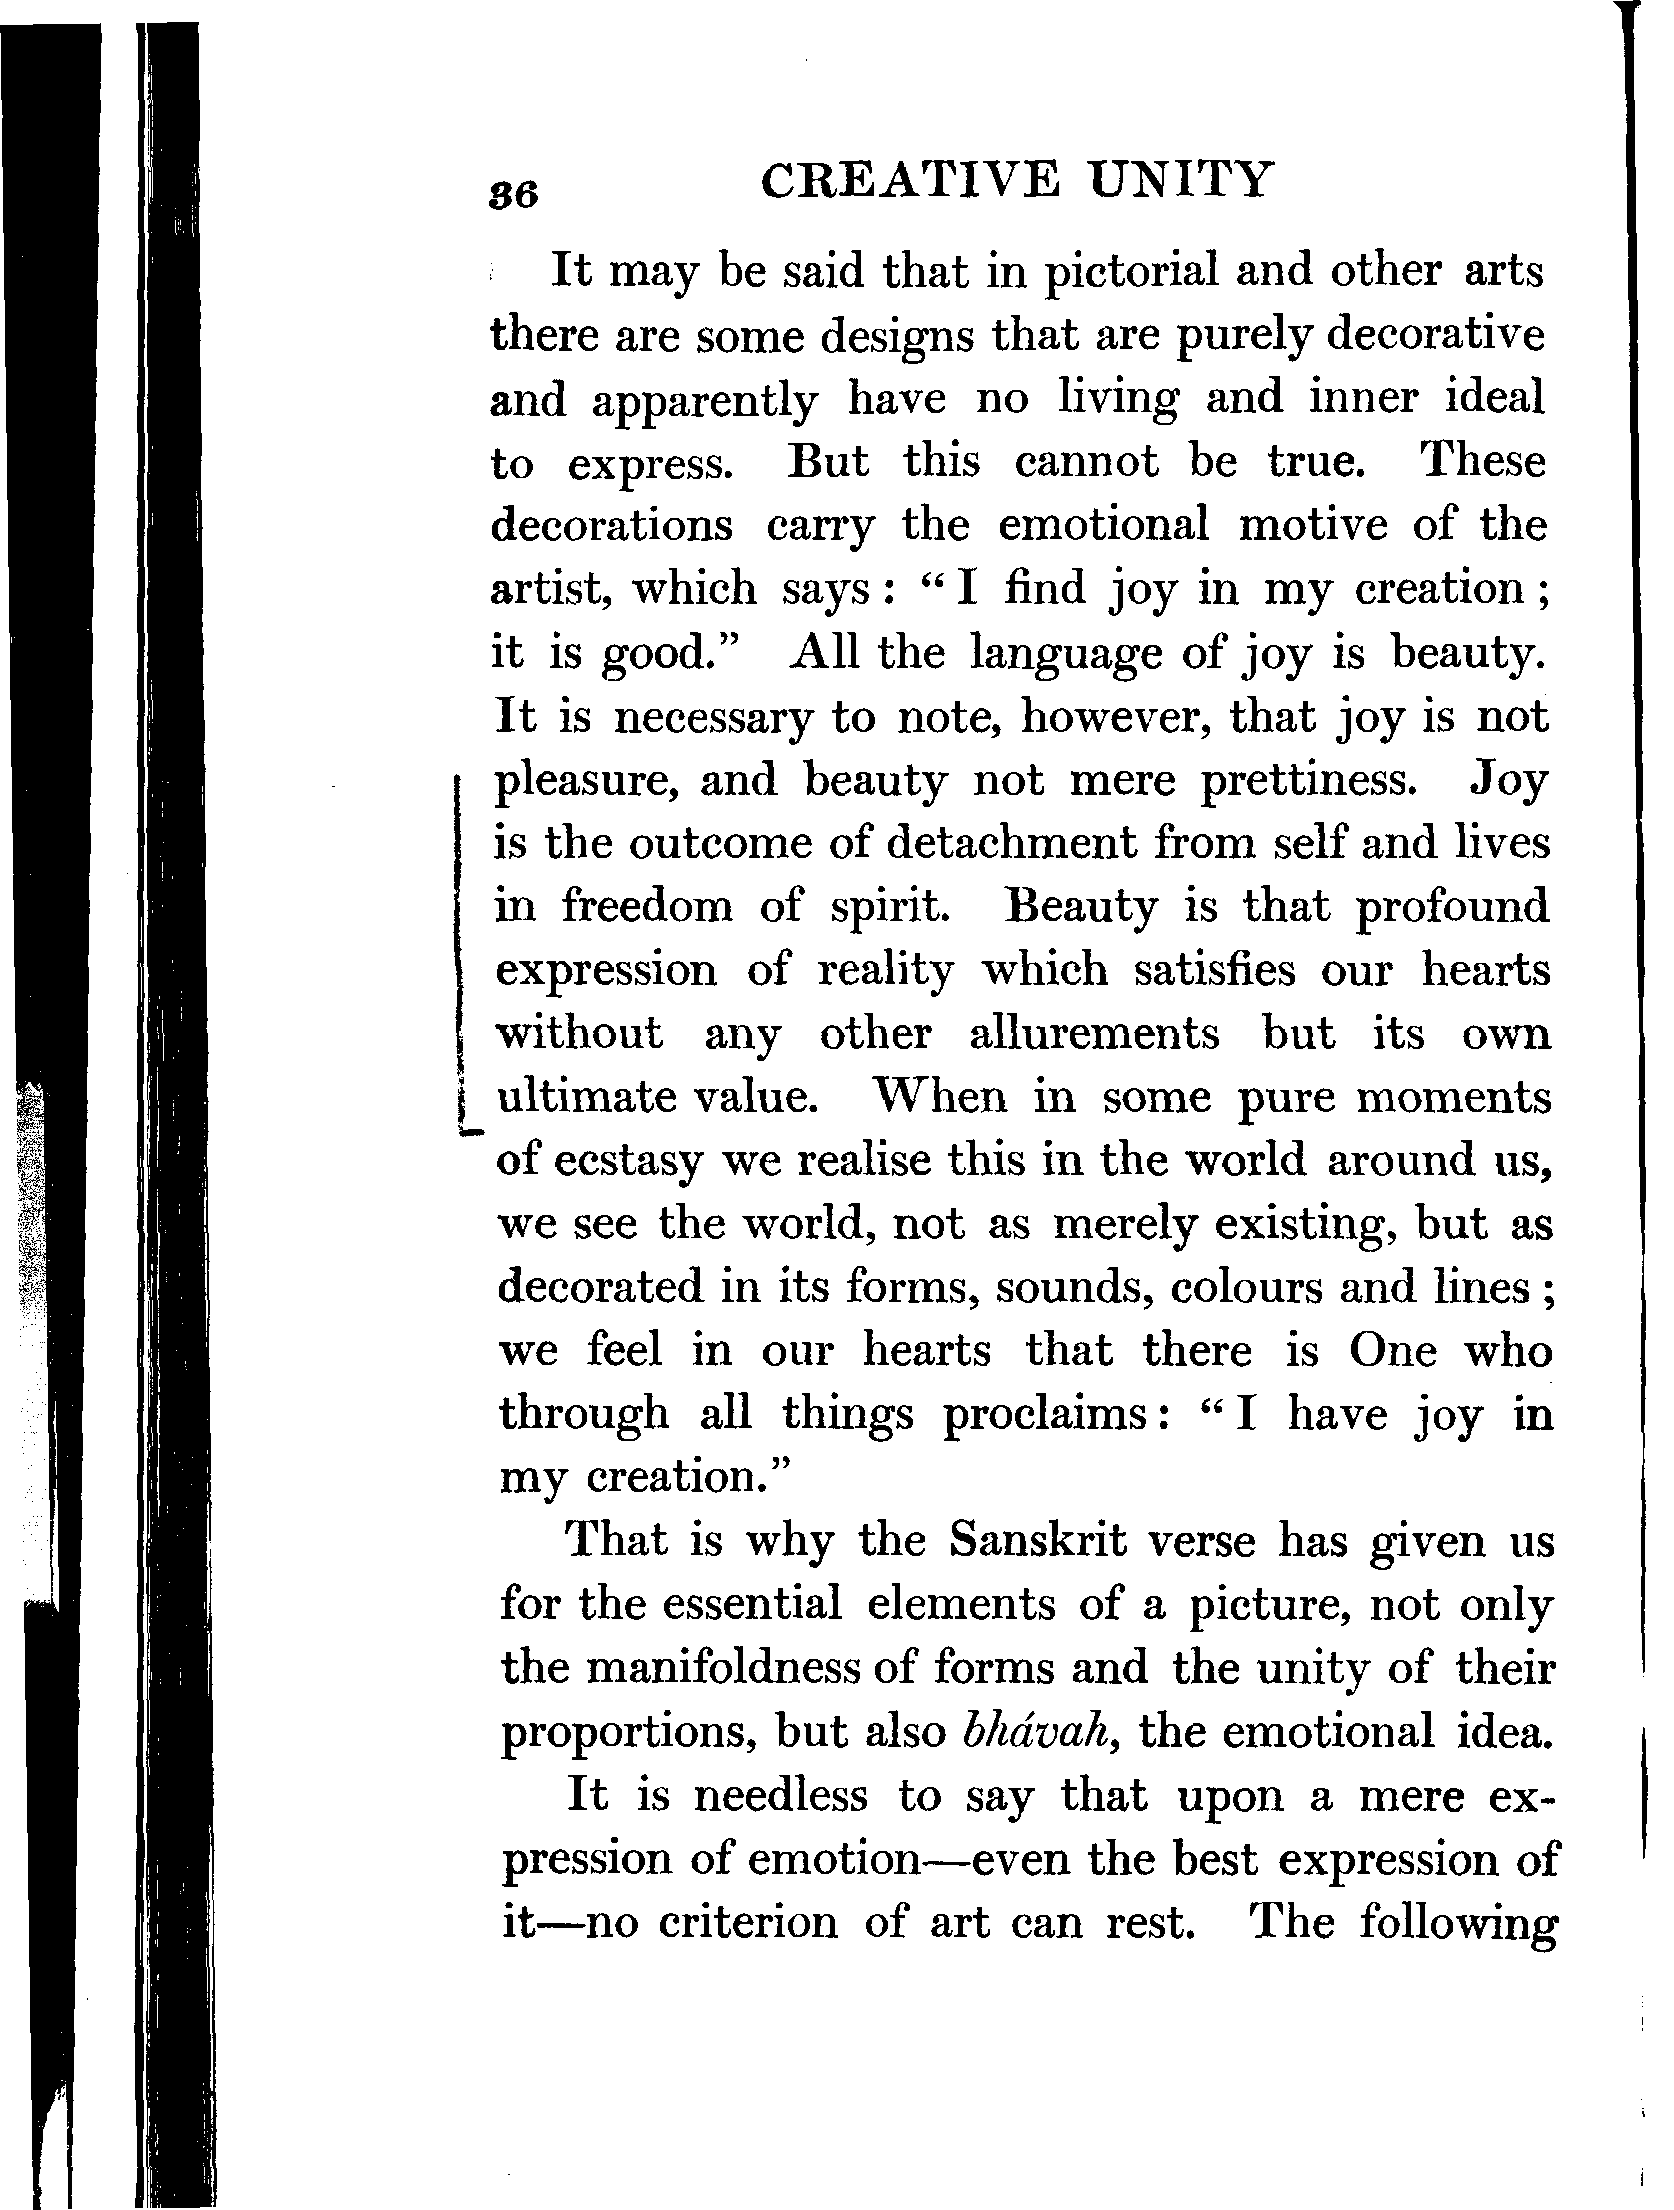 36 CREATIVE UNITY
It may be said that in pictorial and other arts
there are some designs that are purely decorative
and apparently have no living and inner ideal
to express. But this cannot be true. These
decorations carry the emotional motive of the
artist, which says : “ I find joy in my creation ;
it is good.” All the language of joy is beauty.
It is necessary to note, however, that joy is not
pleasure, and beauty not mere prettiness. Joy
is the outcome of detachment from self and lives
in freedom of spirit. Beauty is that profound
expression of reality which satisfies our hearts
without any other allurements but its own
ultimate value. When in some pure moments
of ecstasy we realise this in the world around us,
we see the world, not as merely existing, but as
decorated in its forms, sounds, colours and lines ;
we feel in our hearts that there is One who
through all things proclaims : “ I have joy in
my creation.”
That is why the Sanskrit verse has given us
for the essential elements of a picture, not only
the manifoldness of forms and the unity of their
proportions, but also bhávah, the emotional idea.
It is needless to say that upon a mere ex-
pression of emotion—even the best expression of
it—no criterion of art can rest. The following